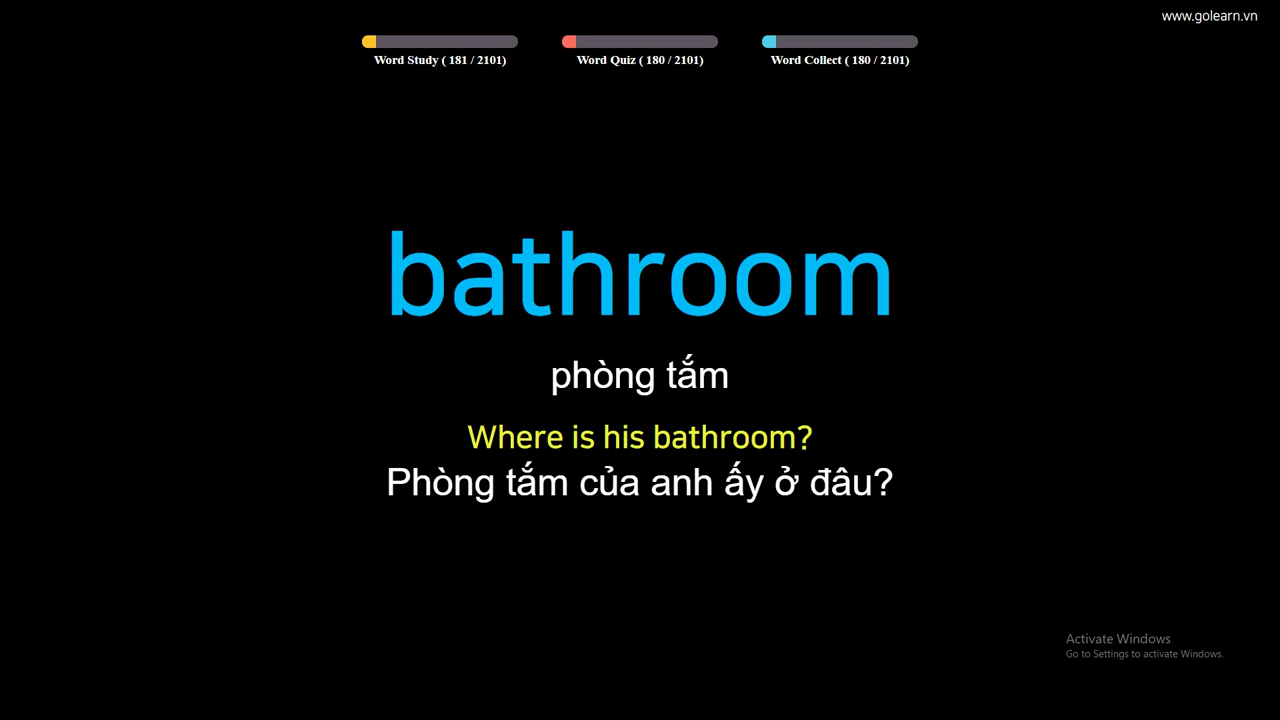 www.golearn.vn
Word Study ( 181 / 2101)
Word Quiz ( 180 / 2101)
Word Collect ( 180 / 2101)
bathroom
phòng tắm
Where is his bathroom?
Phòng tắm của anh ấy ở đâu?
Activate Windows
Go to Settings to activate Windows.